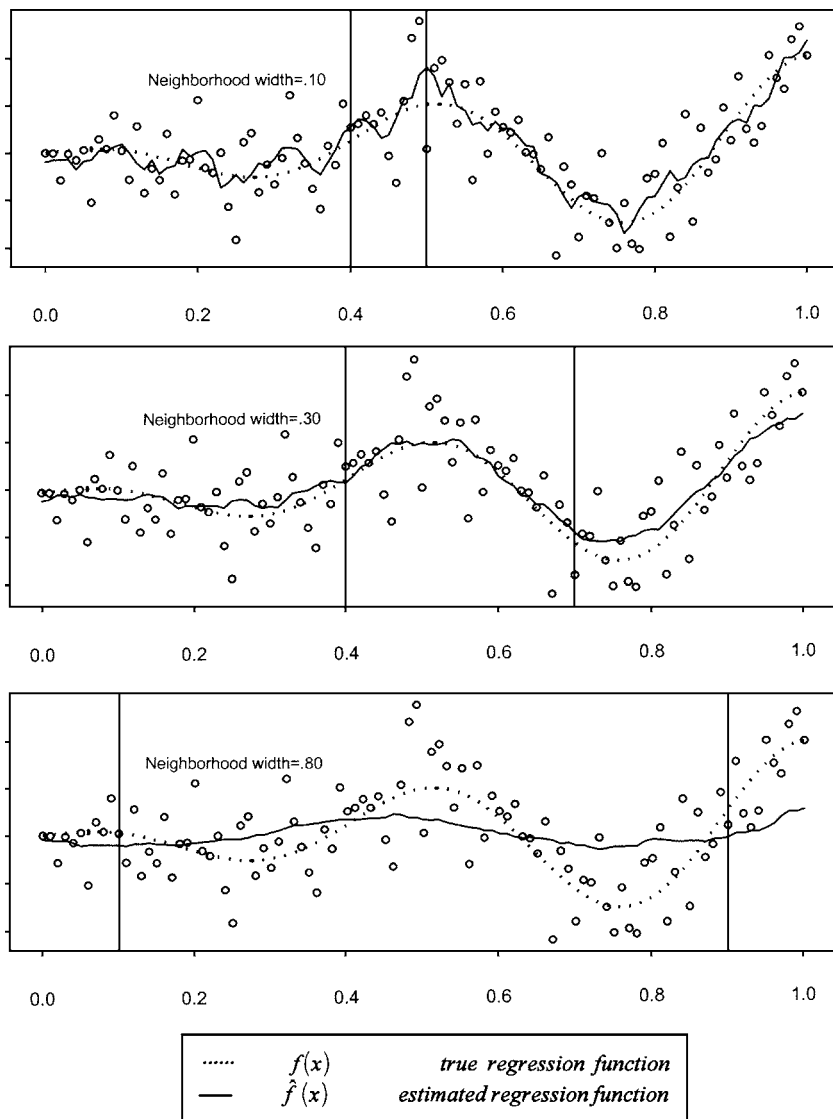 Neighborhood width=.10
0.0 0.2 0.4 0.6 0.8 1.0
Neighborhood width=.30
0.0 0.2 0.4 0.6 0.8 1.0
Neighborhood width=.80
0.0 0.2 0.4 0.6 0.8 1.0
f(x) true regression function
f̂(x) estimated regression function